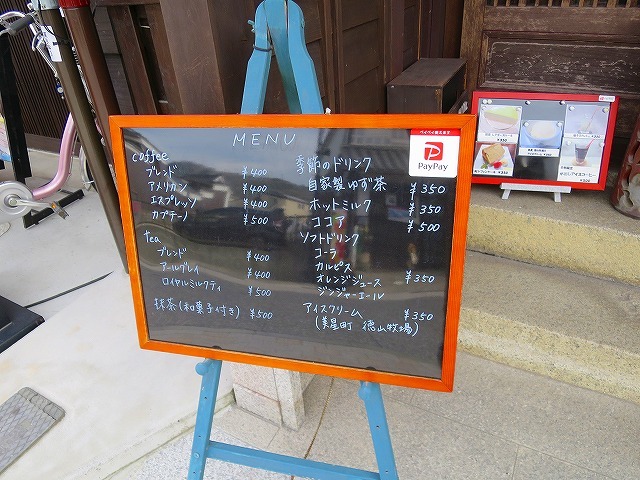 MENU
coffee
ブレンド ¥400
アメリカン ¥400
エスプレッソ ¥400
カプチーノ ¥500
tea
ブレンド ¥400
アールグレイ ¥400
ロイヤルミルクティ ¥500
抹茶(和菓子付き) ¥500
季節のドリンク
自家製ゆず茶 ¥350
ホットミルク ¥350
ココア ¥500
ソフトドリンク
コーラ
カルピス
オレンジジュース ¥350
ジンジャーエール
アイスクリーム ¥350
(美星町 徳山牧場)
PayPay